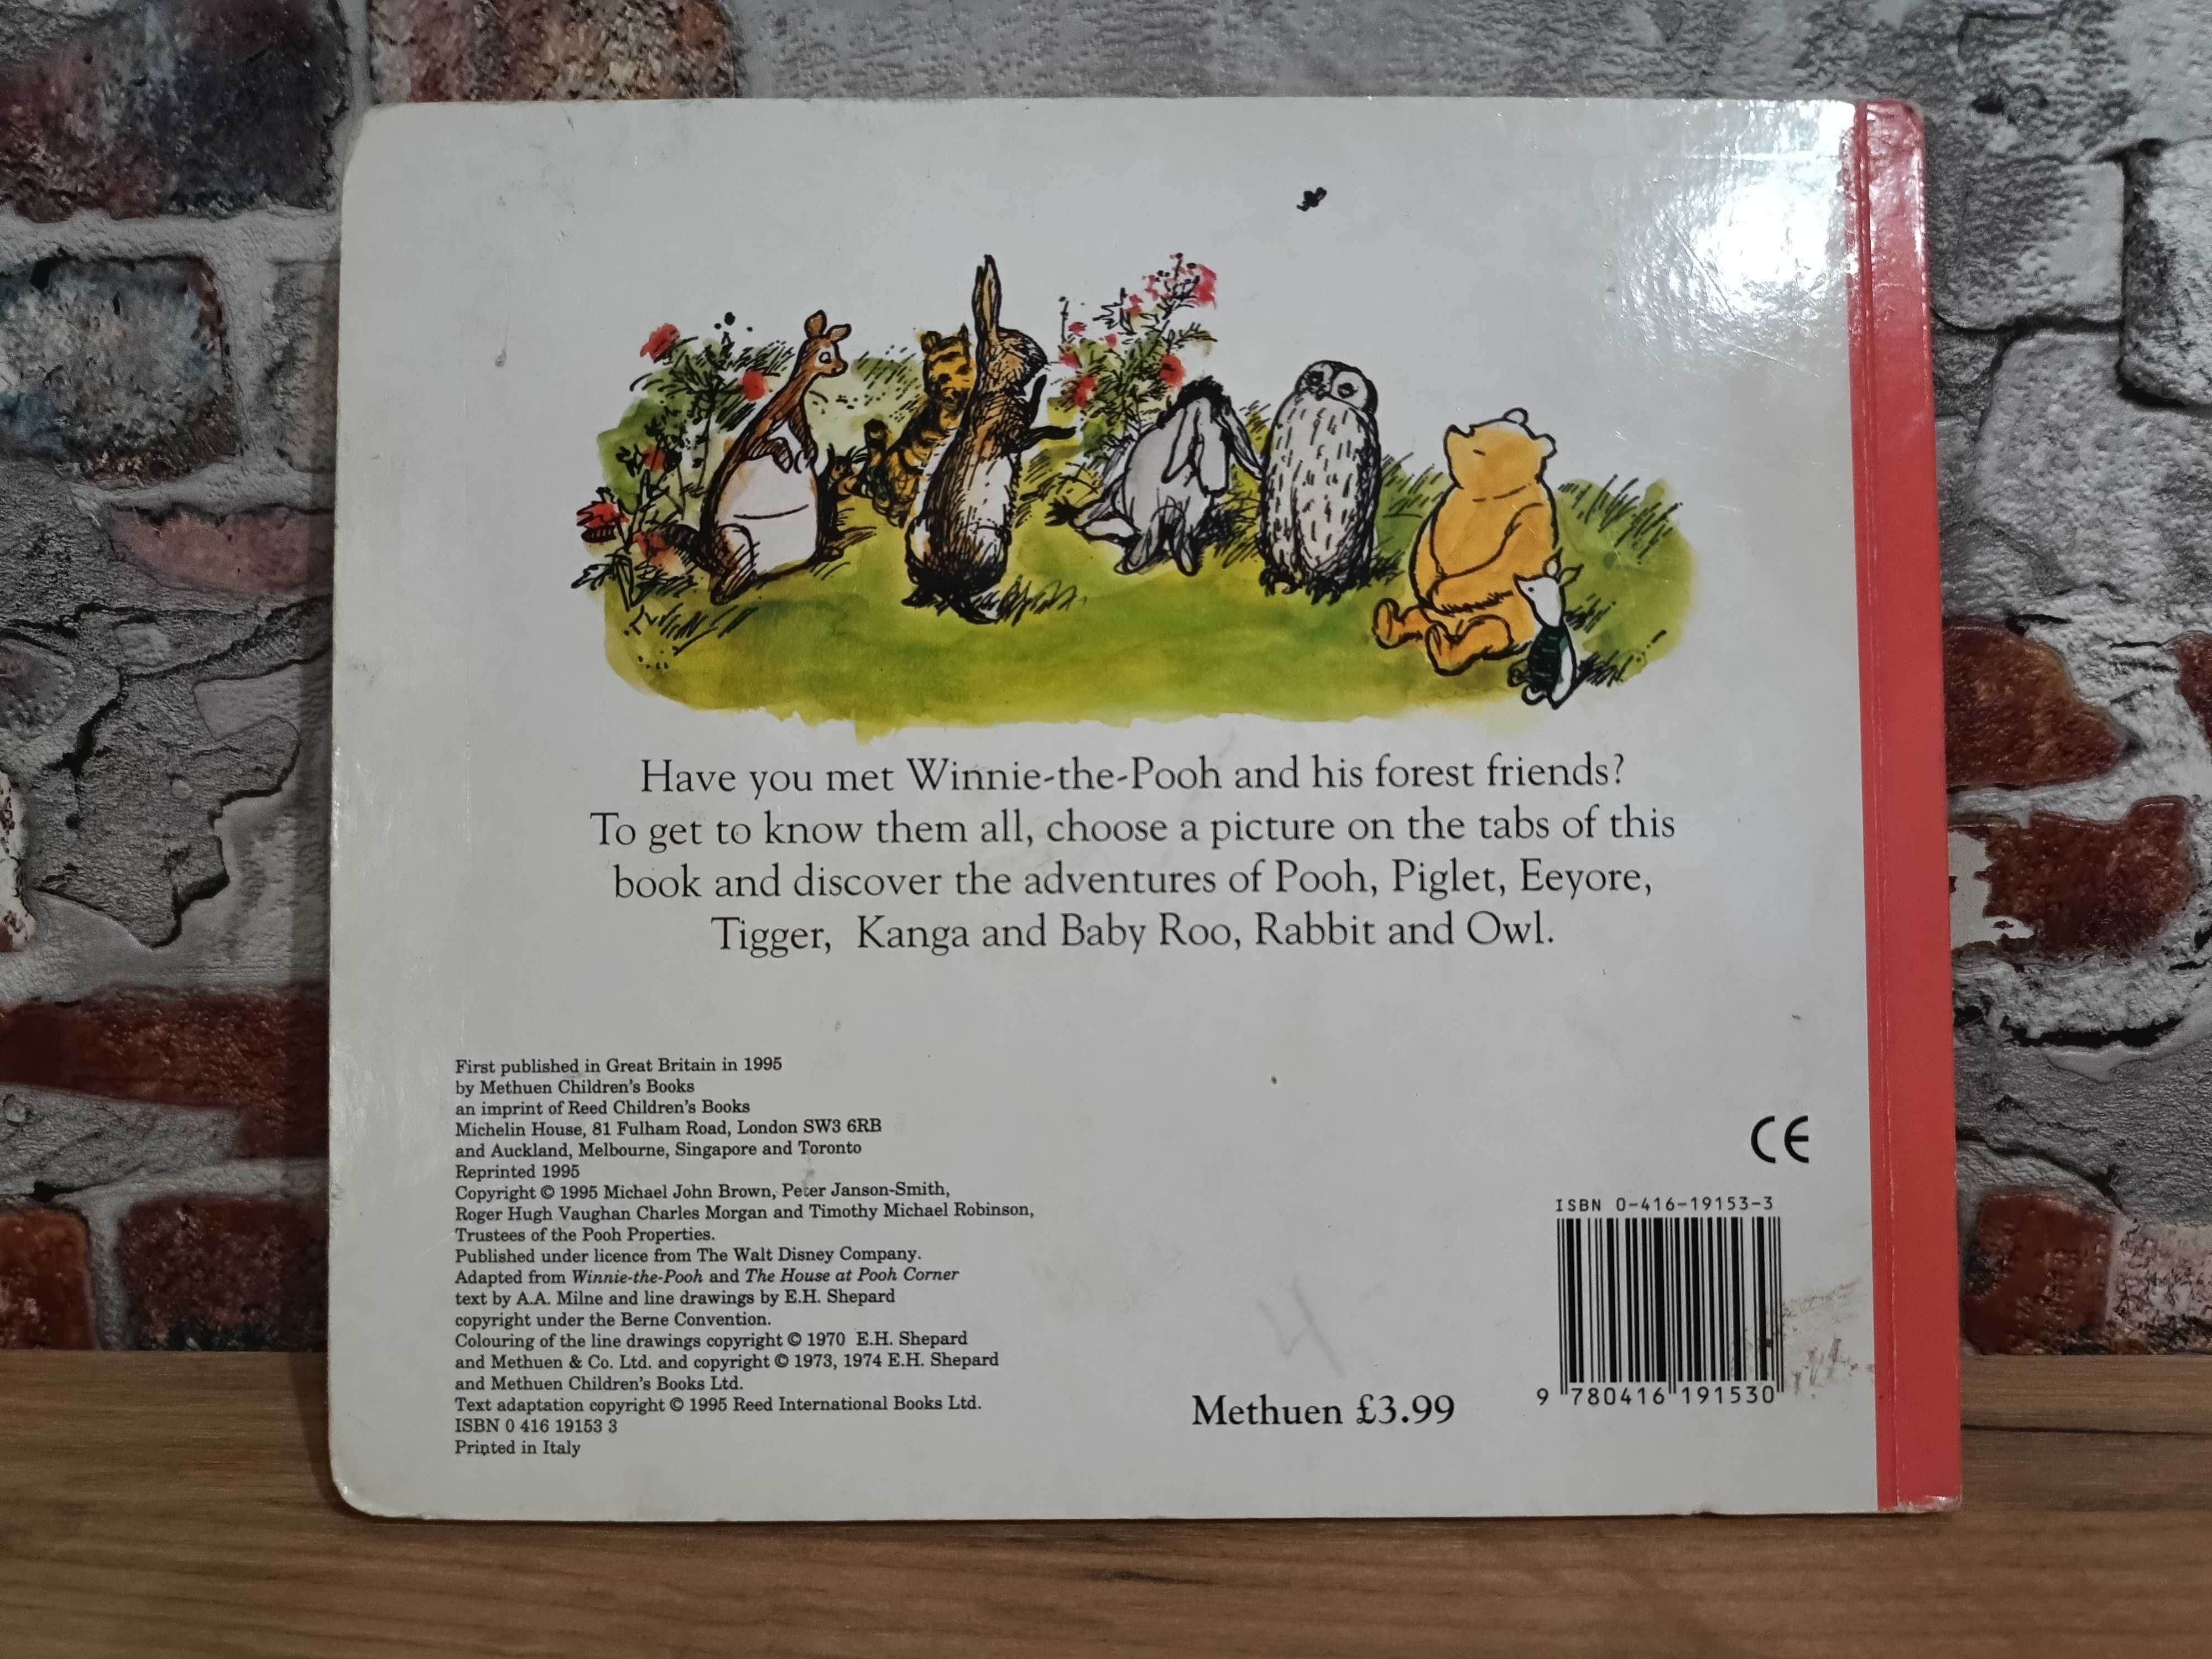 Have you met Winnie-the-Pooh and his forest friends?
To get to know them all, choose a picture on the tabs of this
book and discover the adventures of Pooh, Piglet, Eeyore,
Tigger, Kanga and Baby Roo, Rabbit and Owl.
First published in Great Britain in 1995
by Methuen Children's Books
an imprint of Reed Children's Books
Michelin House, 81 Fulham Road, London SW3 6RB
and Auckland, Melbourne, Singapore and Toronto
Reprinted 1995
Copyright © 1995 Michael John Brown, Peter Janson-Smith,
Roger Hugh Vaughan Charles Morgan and Timothy Michael Robinson,
Trustees of the Pooh Properties.
Published under licence from The Walt Disney Company.
Adapted from Winnie-the-Pooh and The House at Pooh Corner
text by A.A. Milne and line drawings by E.H. Shepard
copyright under the Berne Convention.
Colouring of the line drawings copyright © 1970 E.H. Shepard
and Methuen & Co. Ltd. and copyright © 1973, 1974 E.H. Shepard
and Methuen Children's Books Ltd.
Text adaptation copyright © 1995 Reed International Books Ltd.
ISBN 0 416 19153 3
Printed in Italy
Methuen £3.99
CE
ISBN 0-416-19153-3
9 780416 191530